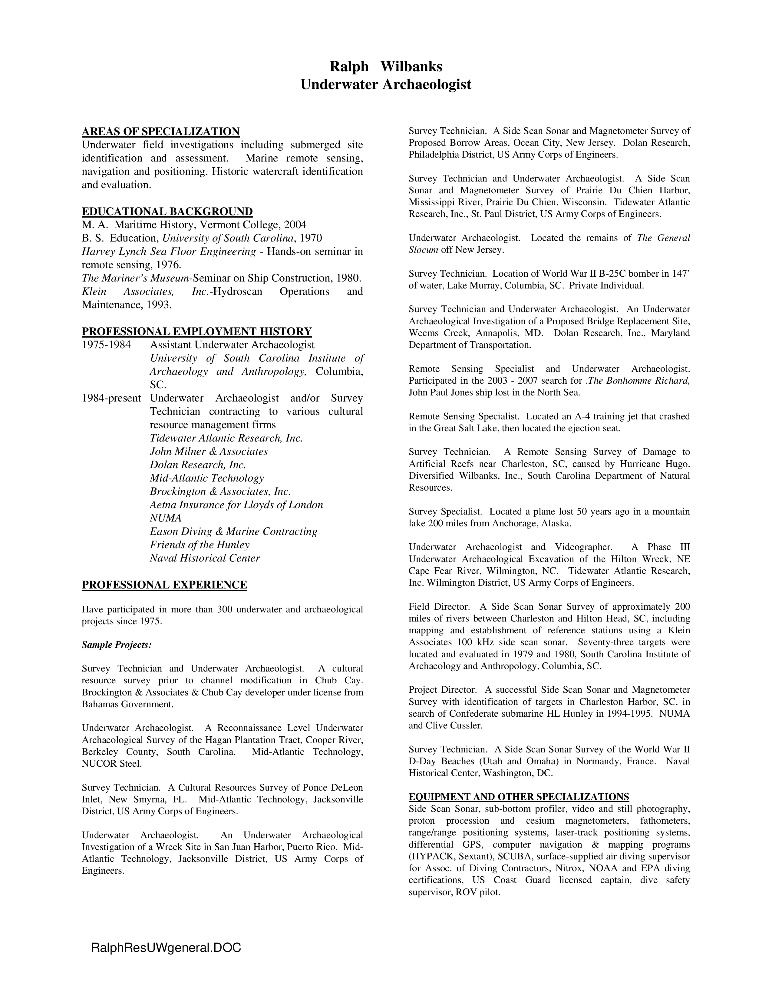 Ralph Wilbanks
Underwater Archaeologist
AREAS OF SPECIALIZATION
Underwater field investigations including submerged site
identification and assessment. Marine remote sensing,
navigation and positioning. Historic watercraft identification
and evaluation.
EDUCATIONAL BACKGROUND
M. A. Maritime History, Vermont College, 2004
B. S. Education, University of South Carolina, 1970
Harvey Lynch Sea Floor Engineering - Hands-on seminar in
remote sensing, 1976.
The Mariner's Museum-Seminar on Ship Construction, 1980.
Klein Associates, Inc.-Hydroscan Operations and
Maintenance, 1993.
PROFESSIONAL EMPLOYMENT HISTORY
1975-1984 Assistant Underwater Archaeologist
University of South Carolina Institute of
Archaeology and Anthropology, Columbia,
SC.
1984-present Underwater Archaeologist and/or Survey
Technician contracting to various cultural
resource management firms
Tidewater Atlantic Research, Inc.
John Milner & Associates
Dolan Research, Inc.
Mid-Atlantic Technology
Brockington & Associates, Inc.
Aetna Insurance for Lloyds of London
NUMA
Eason Diving & Marine Contracting
Friends of the Hunley
Naval Historical Center
PROFESSIONAL EXPERIENCE
Have participated in more than 300 underwater and archaeological
projects since 1975.
Sample Projects:
Survey Technician and Underwater Archaeologist. A cultural
resource survey prior to channel modification in Chub Cay.
Brockington & Associates & Chub Cay developer under license from
Bahamas Government.
Underwater Archaeologist. A Reconnaissance Level Underwater
Archaeological Survey of the Hagan Plantation Tract, Cooper River,
Berkeley County, South Carolina. Mid-Atlantic Technology,
NUCOR Steel.
Survey Technician. A Cultural Resources Survey of Ponce DeLeon
Inlet, New Smyrna, FL. Mid-Atlantic Technology, Jacksonville
District, US Army Corps of Engineers.
Underwater Archaeologist. An Underwater Archaeological
Investigation of a Wreck Site in San Juan Harbor, Puerto Rico. Mid-
Atlantic Technology, Jacksonville District, US Army Corps of
Engineers.
Survey Technician. A Side Scan Sonar and Magnetometer Survey of
Proposed Borrow Areas, Ocean City, New Jersey. Dolan Research,
Philadelphia District, US Army Corps of Engineers.
Survey Technician and Underwater Archaeologist. A Side Scan
Sonar and Magnetometer Survey of Prairie Du Chien Harbor,
Mississippi River, Prairie Du Chien, Wisconsin. Tidewater Atlantic
Research, Inc., St. Paul District, US Army Corps of Engineers.
Underwater Archaeologist. Located the remains of The General
Slocum off New Jersey.
Survey Technician. Location of World War II B-25C bomber in 147'
of water, Lake Murray, Columbia, SC. Private Individual.
Survey Technician and Underwater Archaeologist. An Underwater
Archaeological Investigation of a Proposed Bridge Replacement Site,
Weems Creek, Annapolis, MD. Dolan Research, Inc., Maryland
Department of Transportation.
Remote Sensing Specialist and Underwater Archaeologist.
Participated in the 2003 - 2007 search for .The Bonhomme Richard,
John Paul Jones ship lost in the North Sea.
Remote Sensing Specialist. Located an A-4 training jet that crashed
in the Great Salt Lake, then located the ejection seat.
Survey Technician. A Remote Sensing Survey of Damage to
Artificial Reefs near Charleston, SC, caused by Hurricane Hugo.
Diversified Wilbanks, Inc., South Carolina Department of Natural
Resources.
Survey Specialist. Located a plane lost 50 years ago in a mountain
lake 200 miles from Anchorage, Alaska.
Underwater Archaeologist and Videographer. A Phase III
Underwater Archaeological Excavation of the Hilton Wreck, NE
Cape Fear River, Wilmington, NC. Tidewater Atlantic Research,
Inc. Wilmington District, US Army Corps of Engineers.
Field Director. A Side Scan Sonar Survey of approximately 200
miles of rivers between Charleston and Hilton Head, SC, including
mapping and establishment of reference stations using a Klein
Associates 100 kHz side scan sonar. Seventy-three targets were
located and evaluated in 1979 and 1980, South Carolina Institute of
Archaeology and Anthropology, Columbia, SC.
Project Director. A successful Side Scan Sonar and Magnetometer
Survey with identification of targets in Charleston Harbor, SC, in
search of Confederate submarine HL Hunley in 1994-1995. NUMA
and Clive Cussler.
Survey Technician. A Side Scan Sonar Survey of the World War II
D-Day Beaches (Utah and Omaha) in Normandy, France. Naval
Historical Center, Washington, DC.
EQUIPMENT AND OTHER SPECIALIZATIONS
Side Scan Sonar, sub-bottom profiler, video and still photography,
proton procession and cesium magnetometers, fathometers,
range/range positioning systems, laser-track positioning systems,
differential GPS, computer navigation & mapping programs
(HYPACK, Sextant), SCUBA, surface-supplied air diving supervisor
for Assoc. of Diving Contractors, Nitrox, NOAA and EPA diving
certifications, US Coast Guard licensed captain, dive safety
supervisor, ROV pilot.
RalphResUWgeneral.DOC